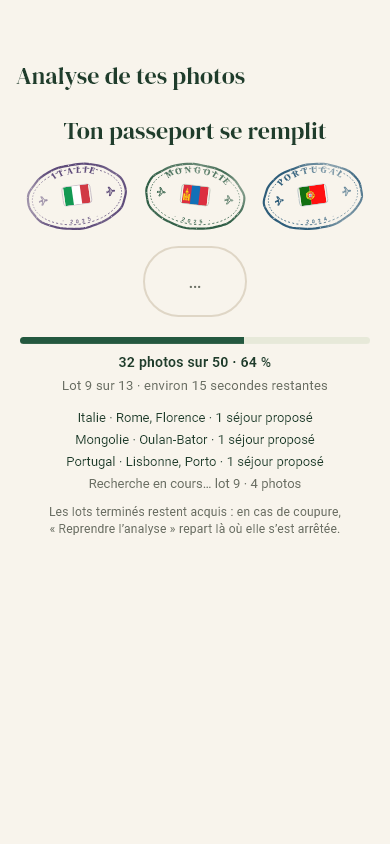 Analyse de tes photos
Ton passeport se remplit
ITALIE
2025
MONGOLIE
2024
PORTUGAL
2024
...
32 photos sur 50 · 64 %
Lot 9 sur 13 · environ 15 secondes restantes
Italie · Rome, Florence · 1 séjour proposé
Mongolie · Oulan-Bator · 1 séjour proposé
Portugal · Lisbonne, Porto · 1 séjour proposé
Recherche en cours… lot 9 · 4 photos
Les lots terminés restent acquis : en cas de coupure,
« Reprendre l’analyse » repart là où elle s’est arrêtée.